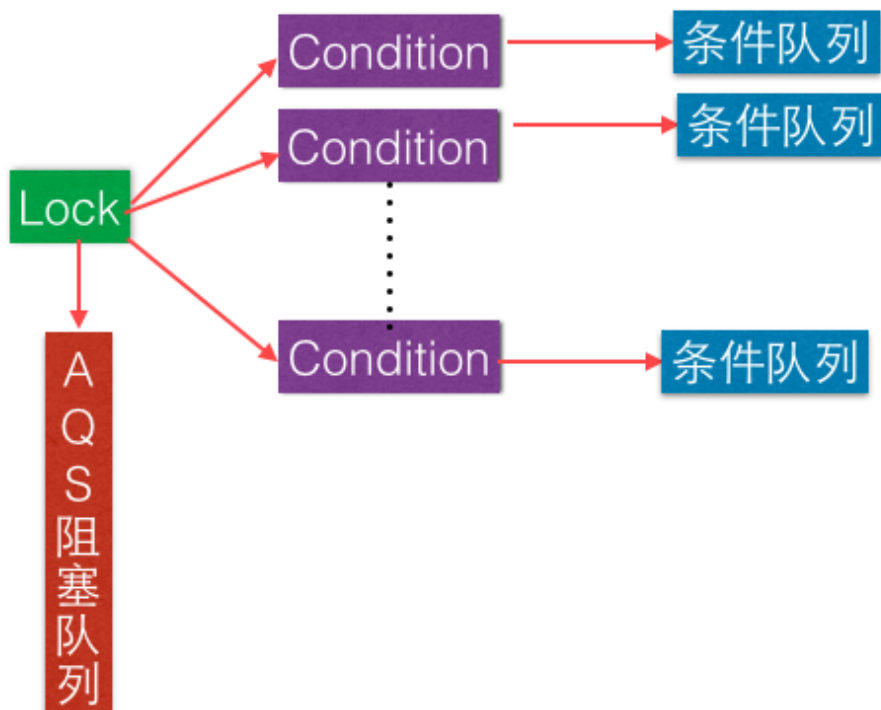 Condition
条件队列
Condition
条件队列
Lock
Condition
条件队列
A
Q
S
阻
塞
队
列